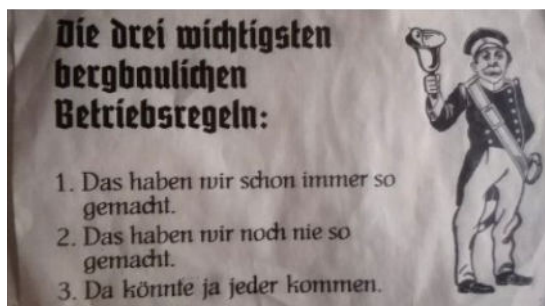 Die drei wichtigsten
bergbaulichen
Betriebsregeln:
1. Das haben wir schon immer so
gemacht.
2. Das haben wir noch nie so
gemacht.
3. Da könnte ja jeder kommen.